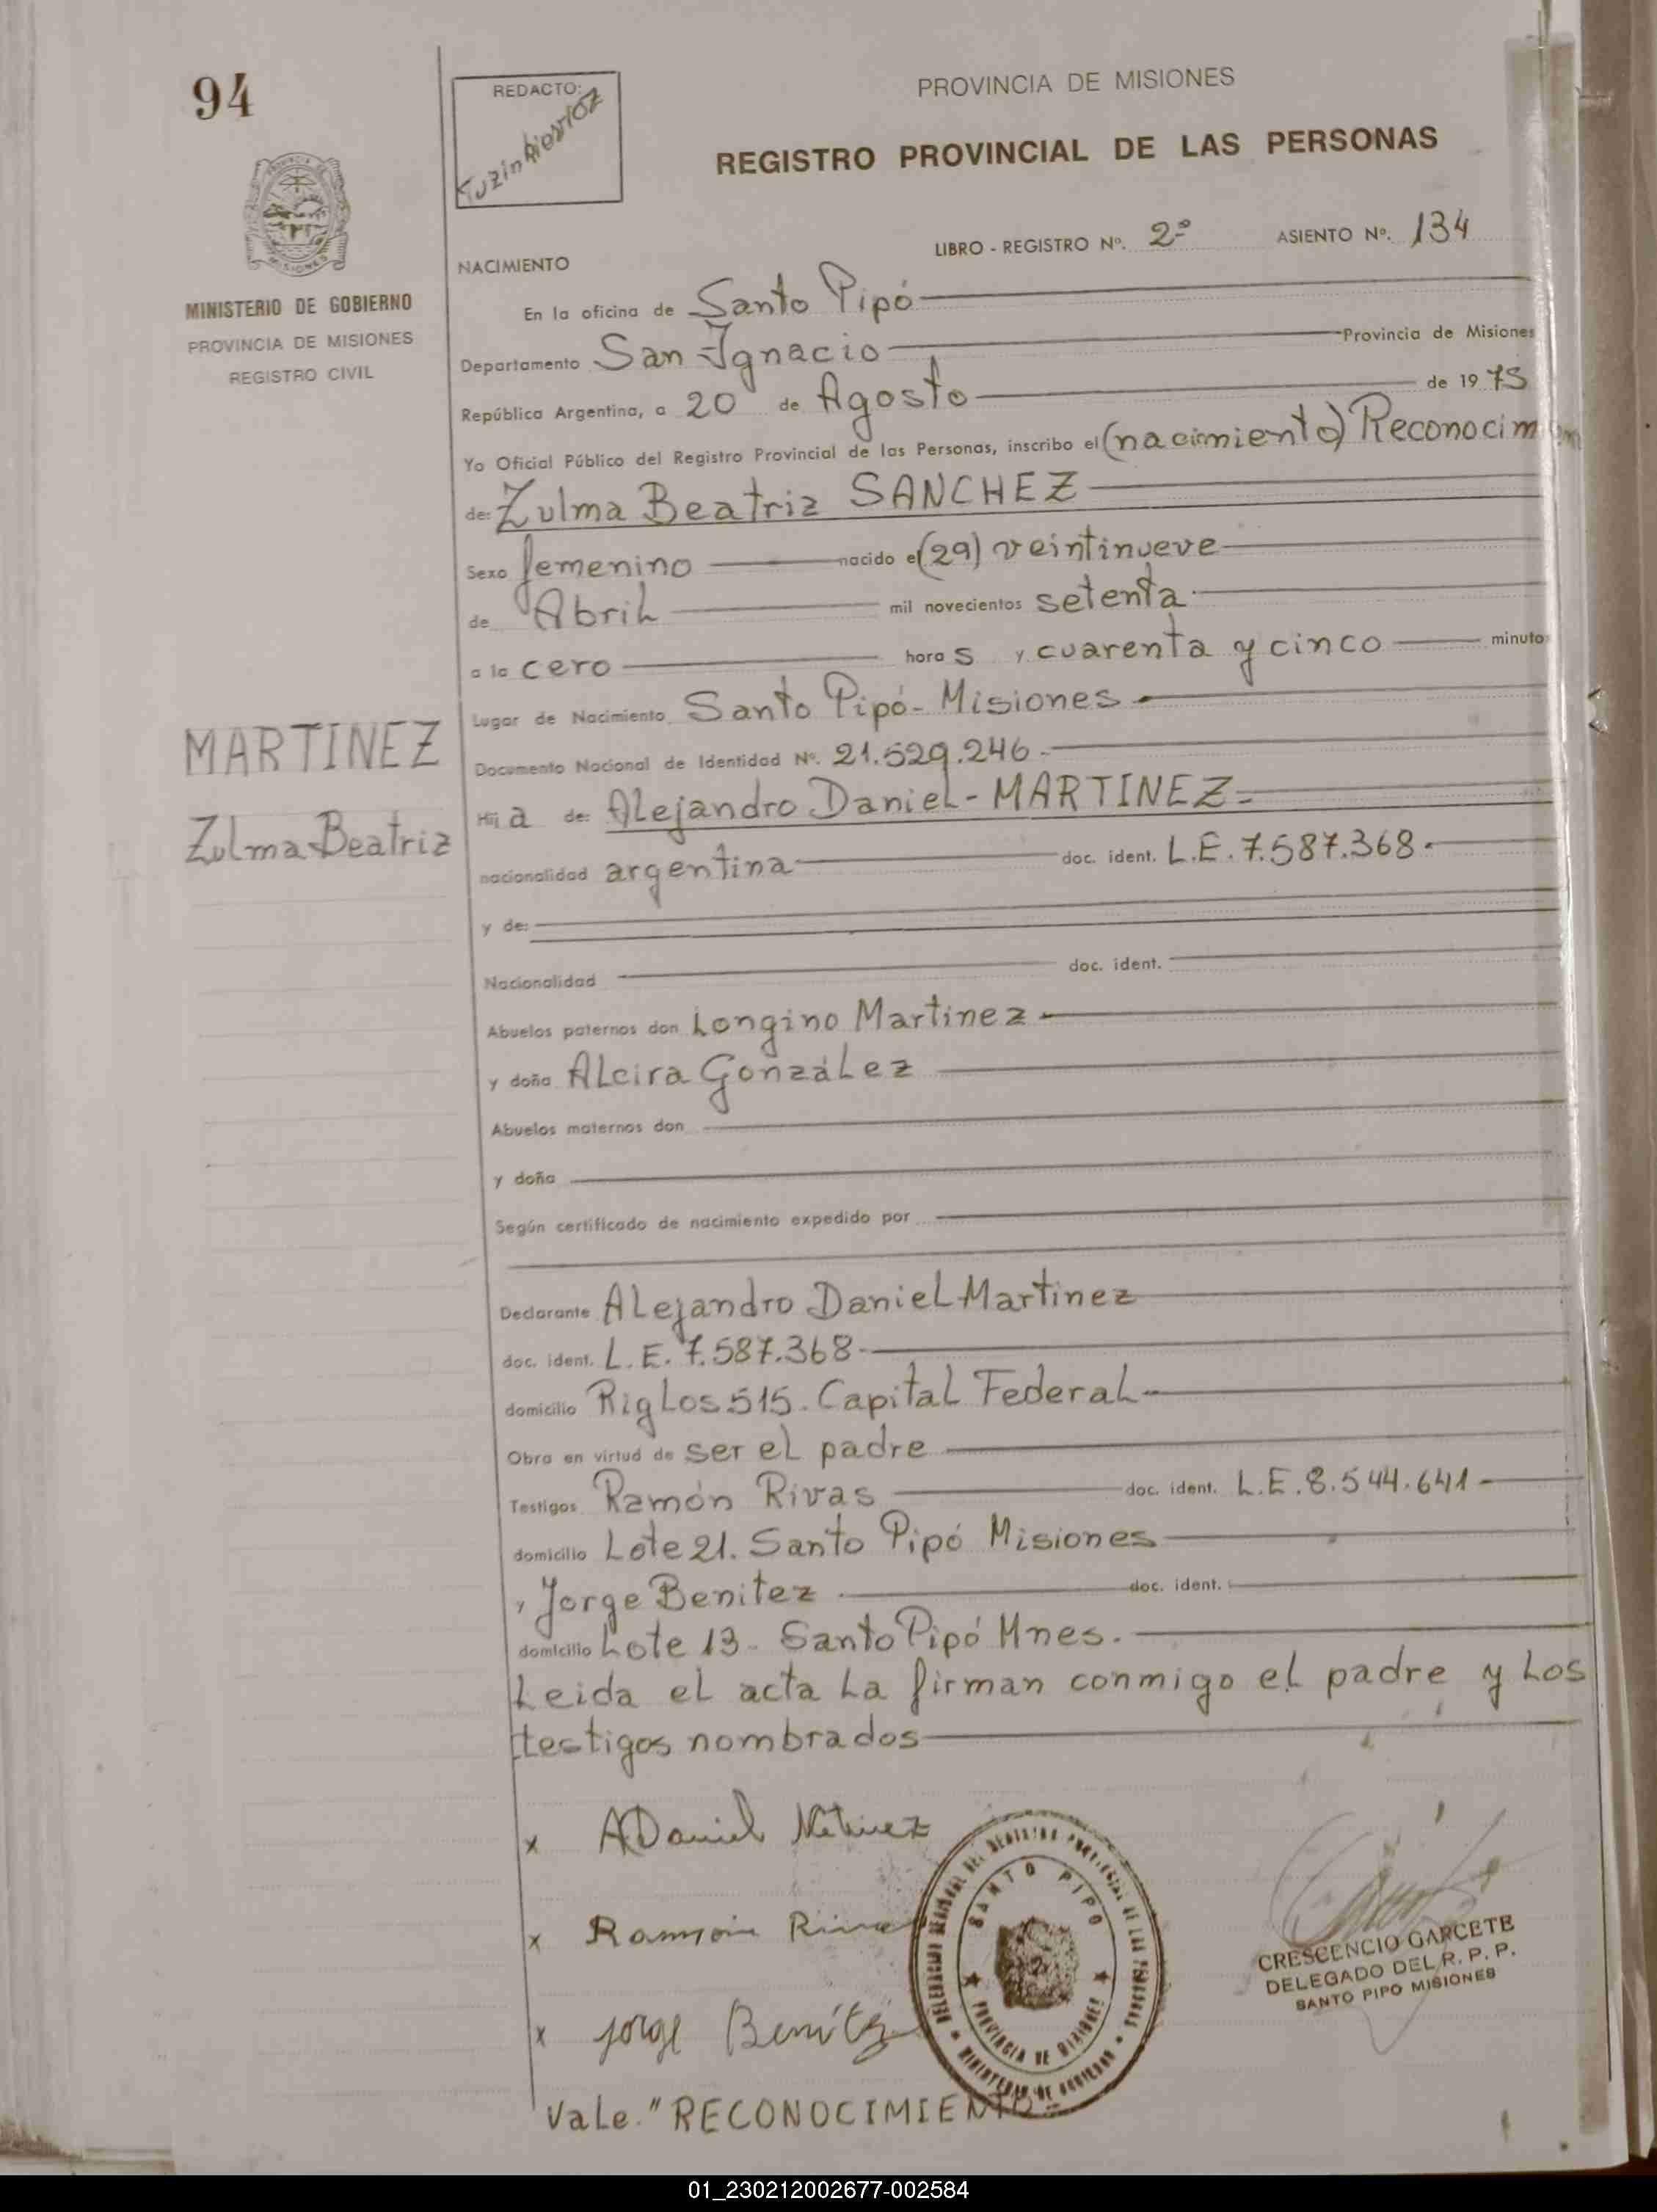 94
REDACTO:
PROVINCIA DE MISIONES
REGISTRO PROVINCIAL DE LAS PERSONAS
LIBRO - REGISTRO Nº. 2º ASIENTO Nº. 134
MINISTERIO DE GOBIERNO
PROVINCIA DE MISIONES
REGISTRO CIVIL
NACIMIENTO
En la oficina de Santo Pipó
Departamento San Ignacio Provincia de Misiones
República Argentina, a 20 de Agosto de 1975
Yo Oficial Público del Registro Provincial de las Personas, inscribo el (nacimiento) Reconocim
de: Zulma Beatriz SANCHEZ
Sexo femenino nacido el (29) veintinueve
de Abril mil novecientos setenta
a la cero horas y cuarenta y cinco minutos
Lugar de Nacimiento Santo Pipó - Misiones
MARTINEZ
Zulma Beatriz
Documento Nacional de Identidad Nº. 21.529.246.-
Hija de: Alejandro Daniel - MARTINEZ=
nacionalidad argentina doc. ident. L.E. 7.587.368.
y de:
Nacionalidad doc. ident.
Abuelos paternos don Longino Martinez
y doña Alcira González
Abuelos maternos don
y doña
Según certificado de nacimiento expedido por
Declarante Alejandro Daniel Martinez
doc. ident. L.E. 7.587.368.
domicilio Riglos 515. Capital Federal
Obra en virtud de ser el padre
Testigos Ramón Rivas doc. ident. L.E. 8.544.641
domicilio Lote 21. Santo Pipó Misiones
y Jorge Benitez doc. ident.
domicilio Lote 13 - Santo Pipó Mnes.
Leida el acta la firman conmigo el padre y los
testigos nombrados
x ADaniel
x Ramón
x Jorge Benítez
SANTO PIPO
PROVINCIA DE MISIONES
MINISTERIO DE GOBIERNO
CRESCENCIO GARCETE
DELEGADO DEL R. P. P.
SANTO PIPO MISIONES
Vale. "RECONOCIMIENTO"
01_230212002677-002584